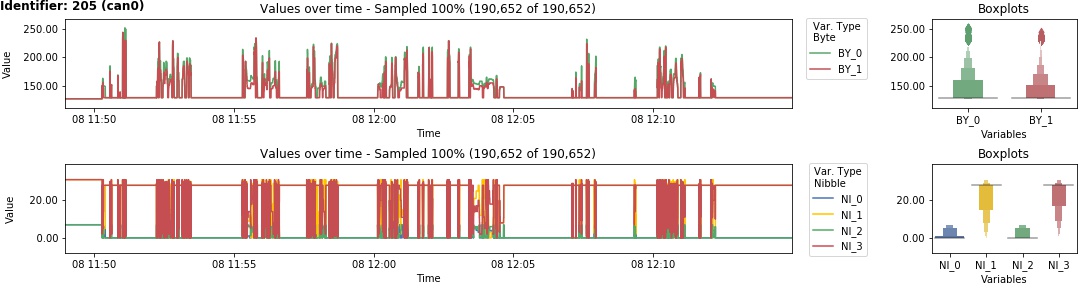 Identifier: 205 (can0)
Values over time - Sampled 100% (190,652 of 190,652)
Value
250.00
200.00
150.00
08 11:50
08 11:55
08 12:00
08 12:05
08 12:10
Time
Var. Type
Byte
BY_0
BY_1
Boxplots
250.00
200.00
150.00
BY_0
BY_1
Variables
Values over time - Sampled 100% (190,652 of 190,652)
Value
20.00
0.00
08 11:50
08 11:55
08 12:00
08 12:05
08 12:10
Time
Var. Type
Nibble
NI_0
NI_1
NI_2
NI_3
Boxplots
20.00
0.00
NI_0
NI_1
NI_2
NI_3
Variables